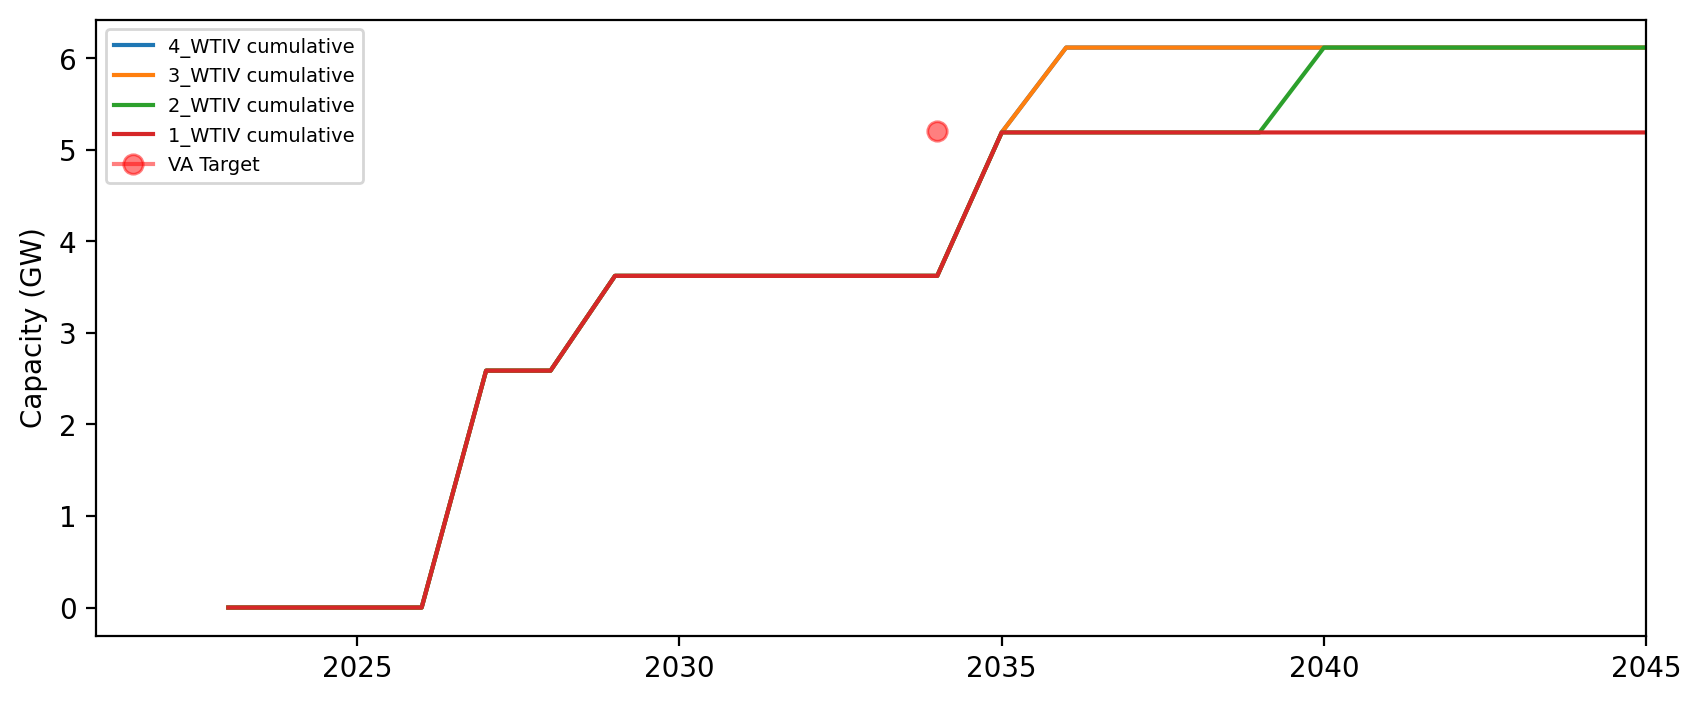 4_WTIV cumulative
3_WTIV cumulative
2_WTIV cumulative
1_WTIV cumulative
VA Target
Capacity (GW)
6
5
4
3
2
1
0
2025 2030 2035 2040 2045